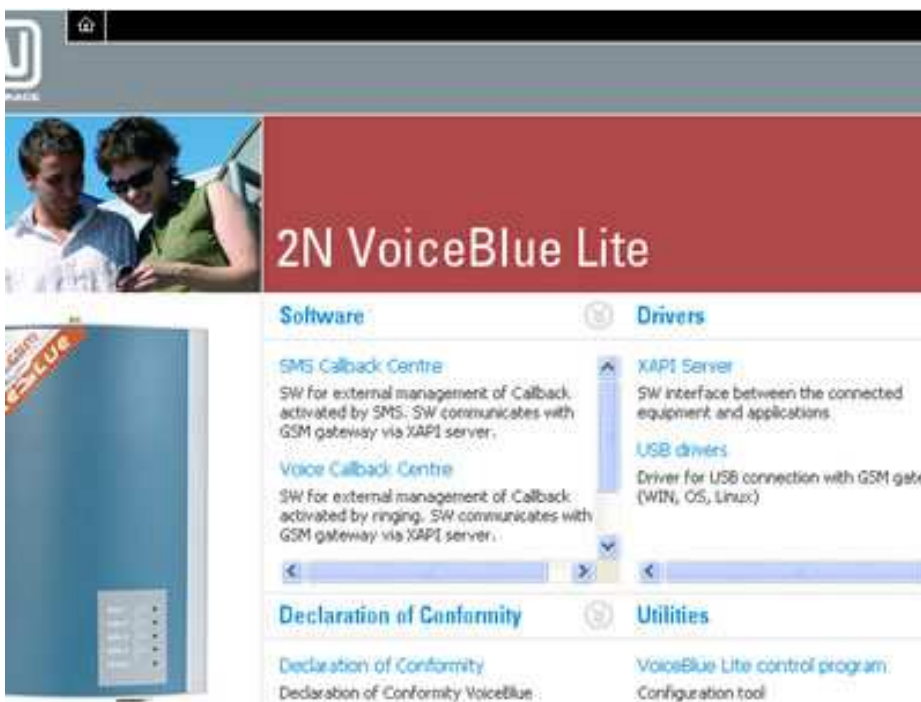 2N VoiceBlue Lite
Software
SMS Callback Centre
SW for external management of Callback
activated by SMS. SW communicates with
GSM gateway via XAPI server.
Voice Callback Centre
SW for external management of Callback
activated by ringing. SW communicates with
GSM gateway via XAPI server.
Drivers
XAPI Server
SW interface between the connected
equipment and applications
USB drivers
Driver for USB connection with GSM gate
(WIN, OS, Linux)
Declaration of Conformity
Declaration of Conformity
Declaration of Conformity VoiceBlue
Utilities
VoiceBlue Lite control program
Configuration tool